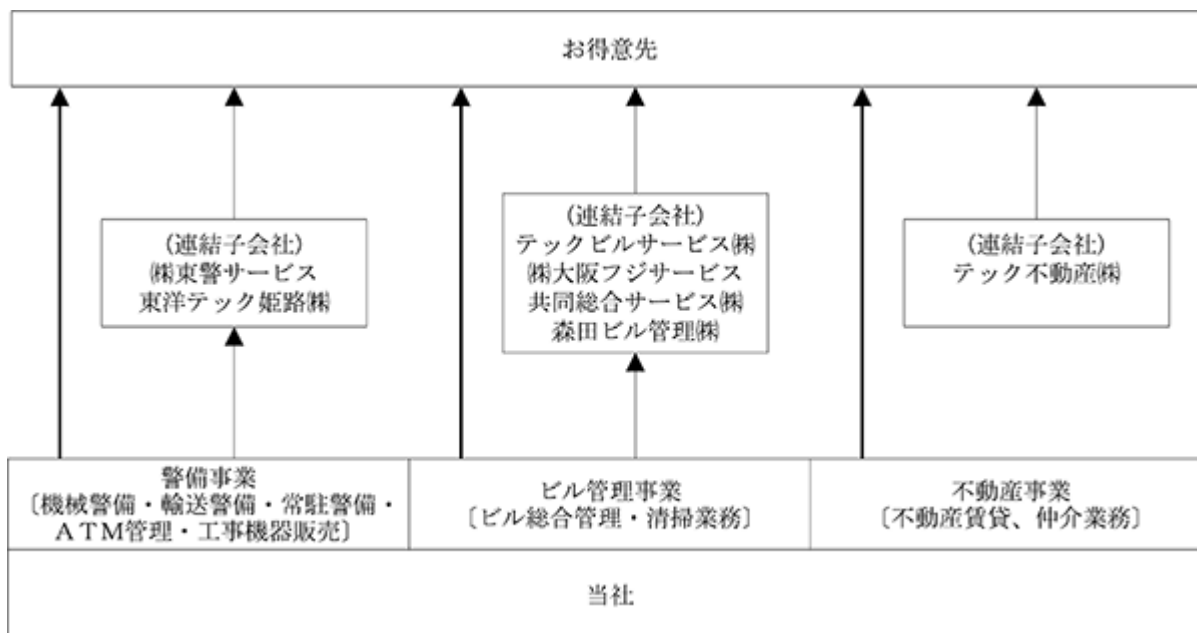 お得意先
(連結子会社)
㈱東警サービス
東洋テック姫路㈱
(連結子会社)
テックビルサービス㈱
㈱大阪フジサービス
共同総合サービス㈱
森田ビル管理㈱
(連結子会社)
テック不動産㈱
警備事業
〔機械警備・輸送警備・常駐警備・
ＡＴＭ管理・工事機器販売〕
ビル管理事業
〔ビル総合管理・清掃業務〕
不動産事業
〔不動産賃貸、仲介業務〕
当社